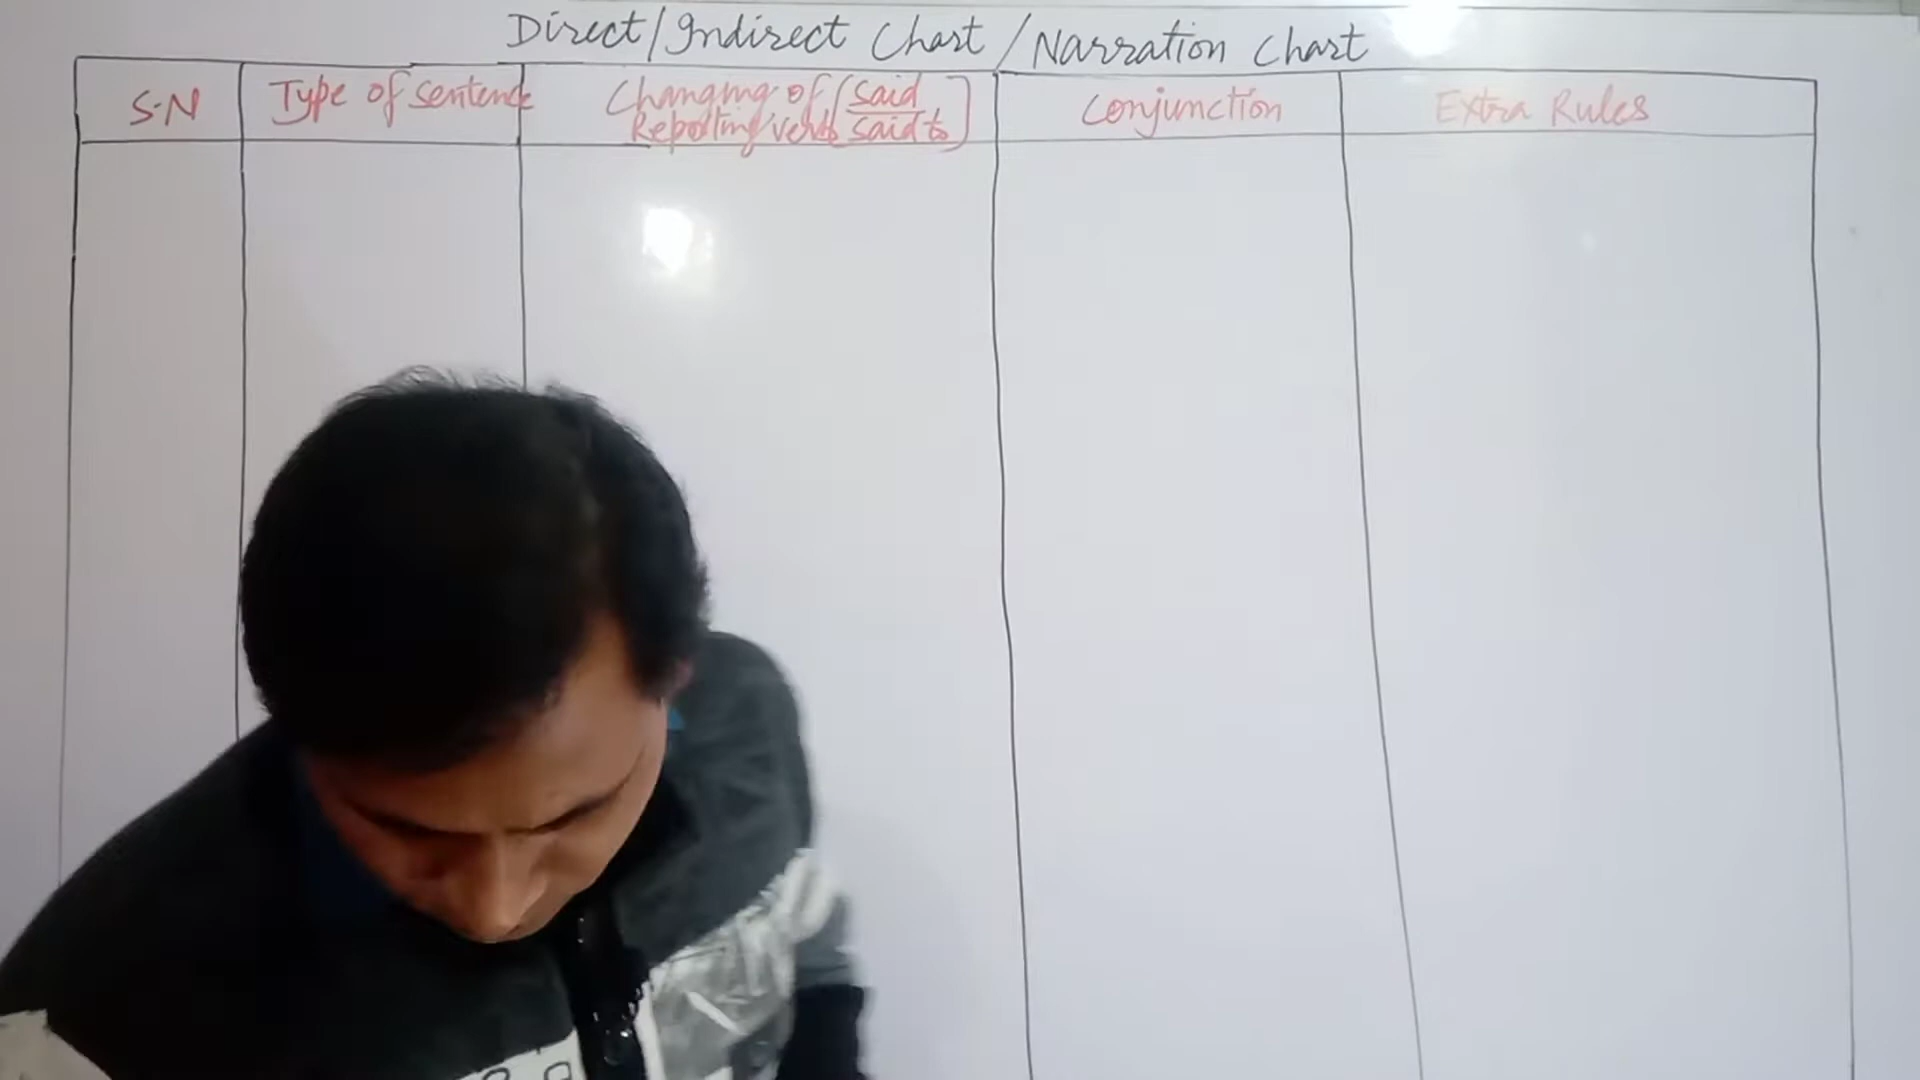 Direct/Indirect Chart / Narration Chart
S.N
Type of Sentence
Changing of [said
Reporting verb said to]
Conjunction
Extra Rules